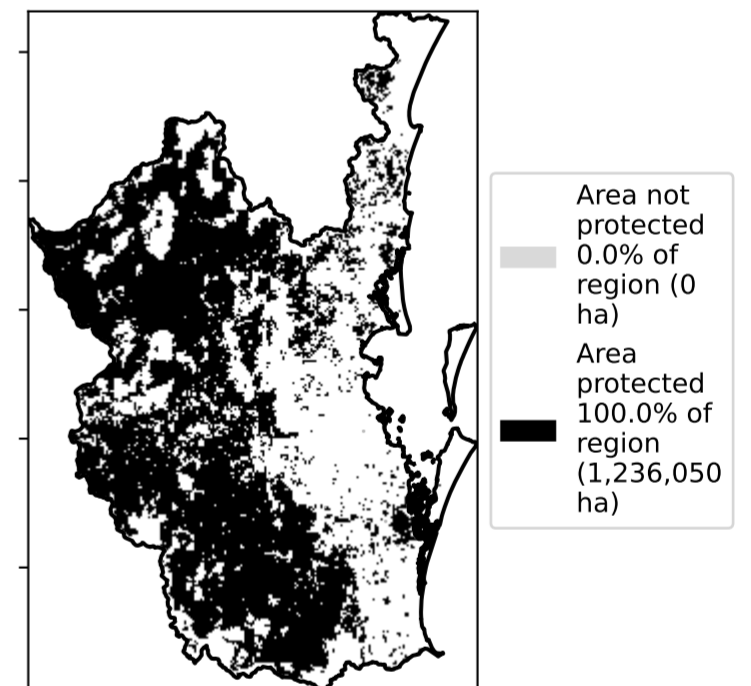 Area not
protected
0.0% of
region (0
ha)
Area
protected
100.0% of
region
(1,236,050
ha)